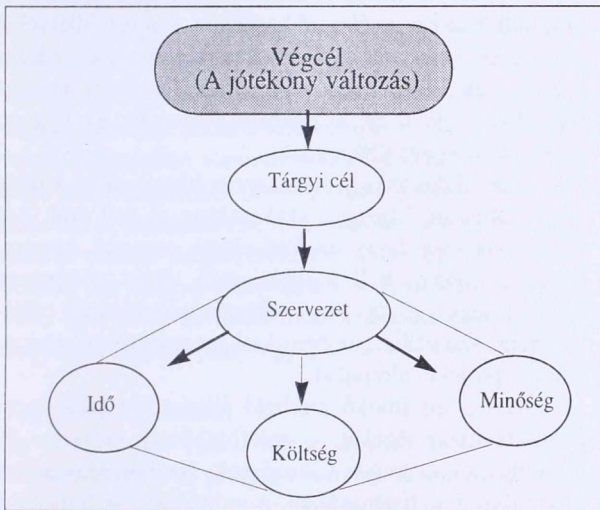 Végcél
(A jótékony változás)
Tárgyi cél
Szervezet
Idő
Költség
Minőség